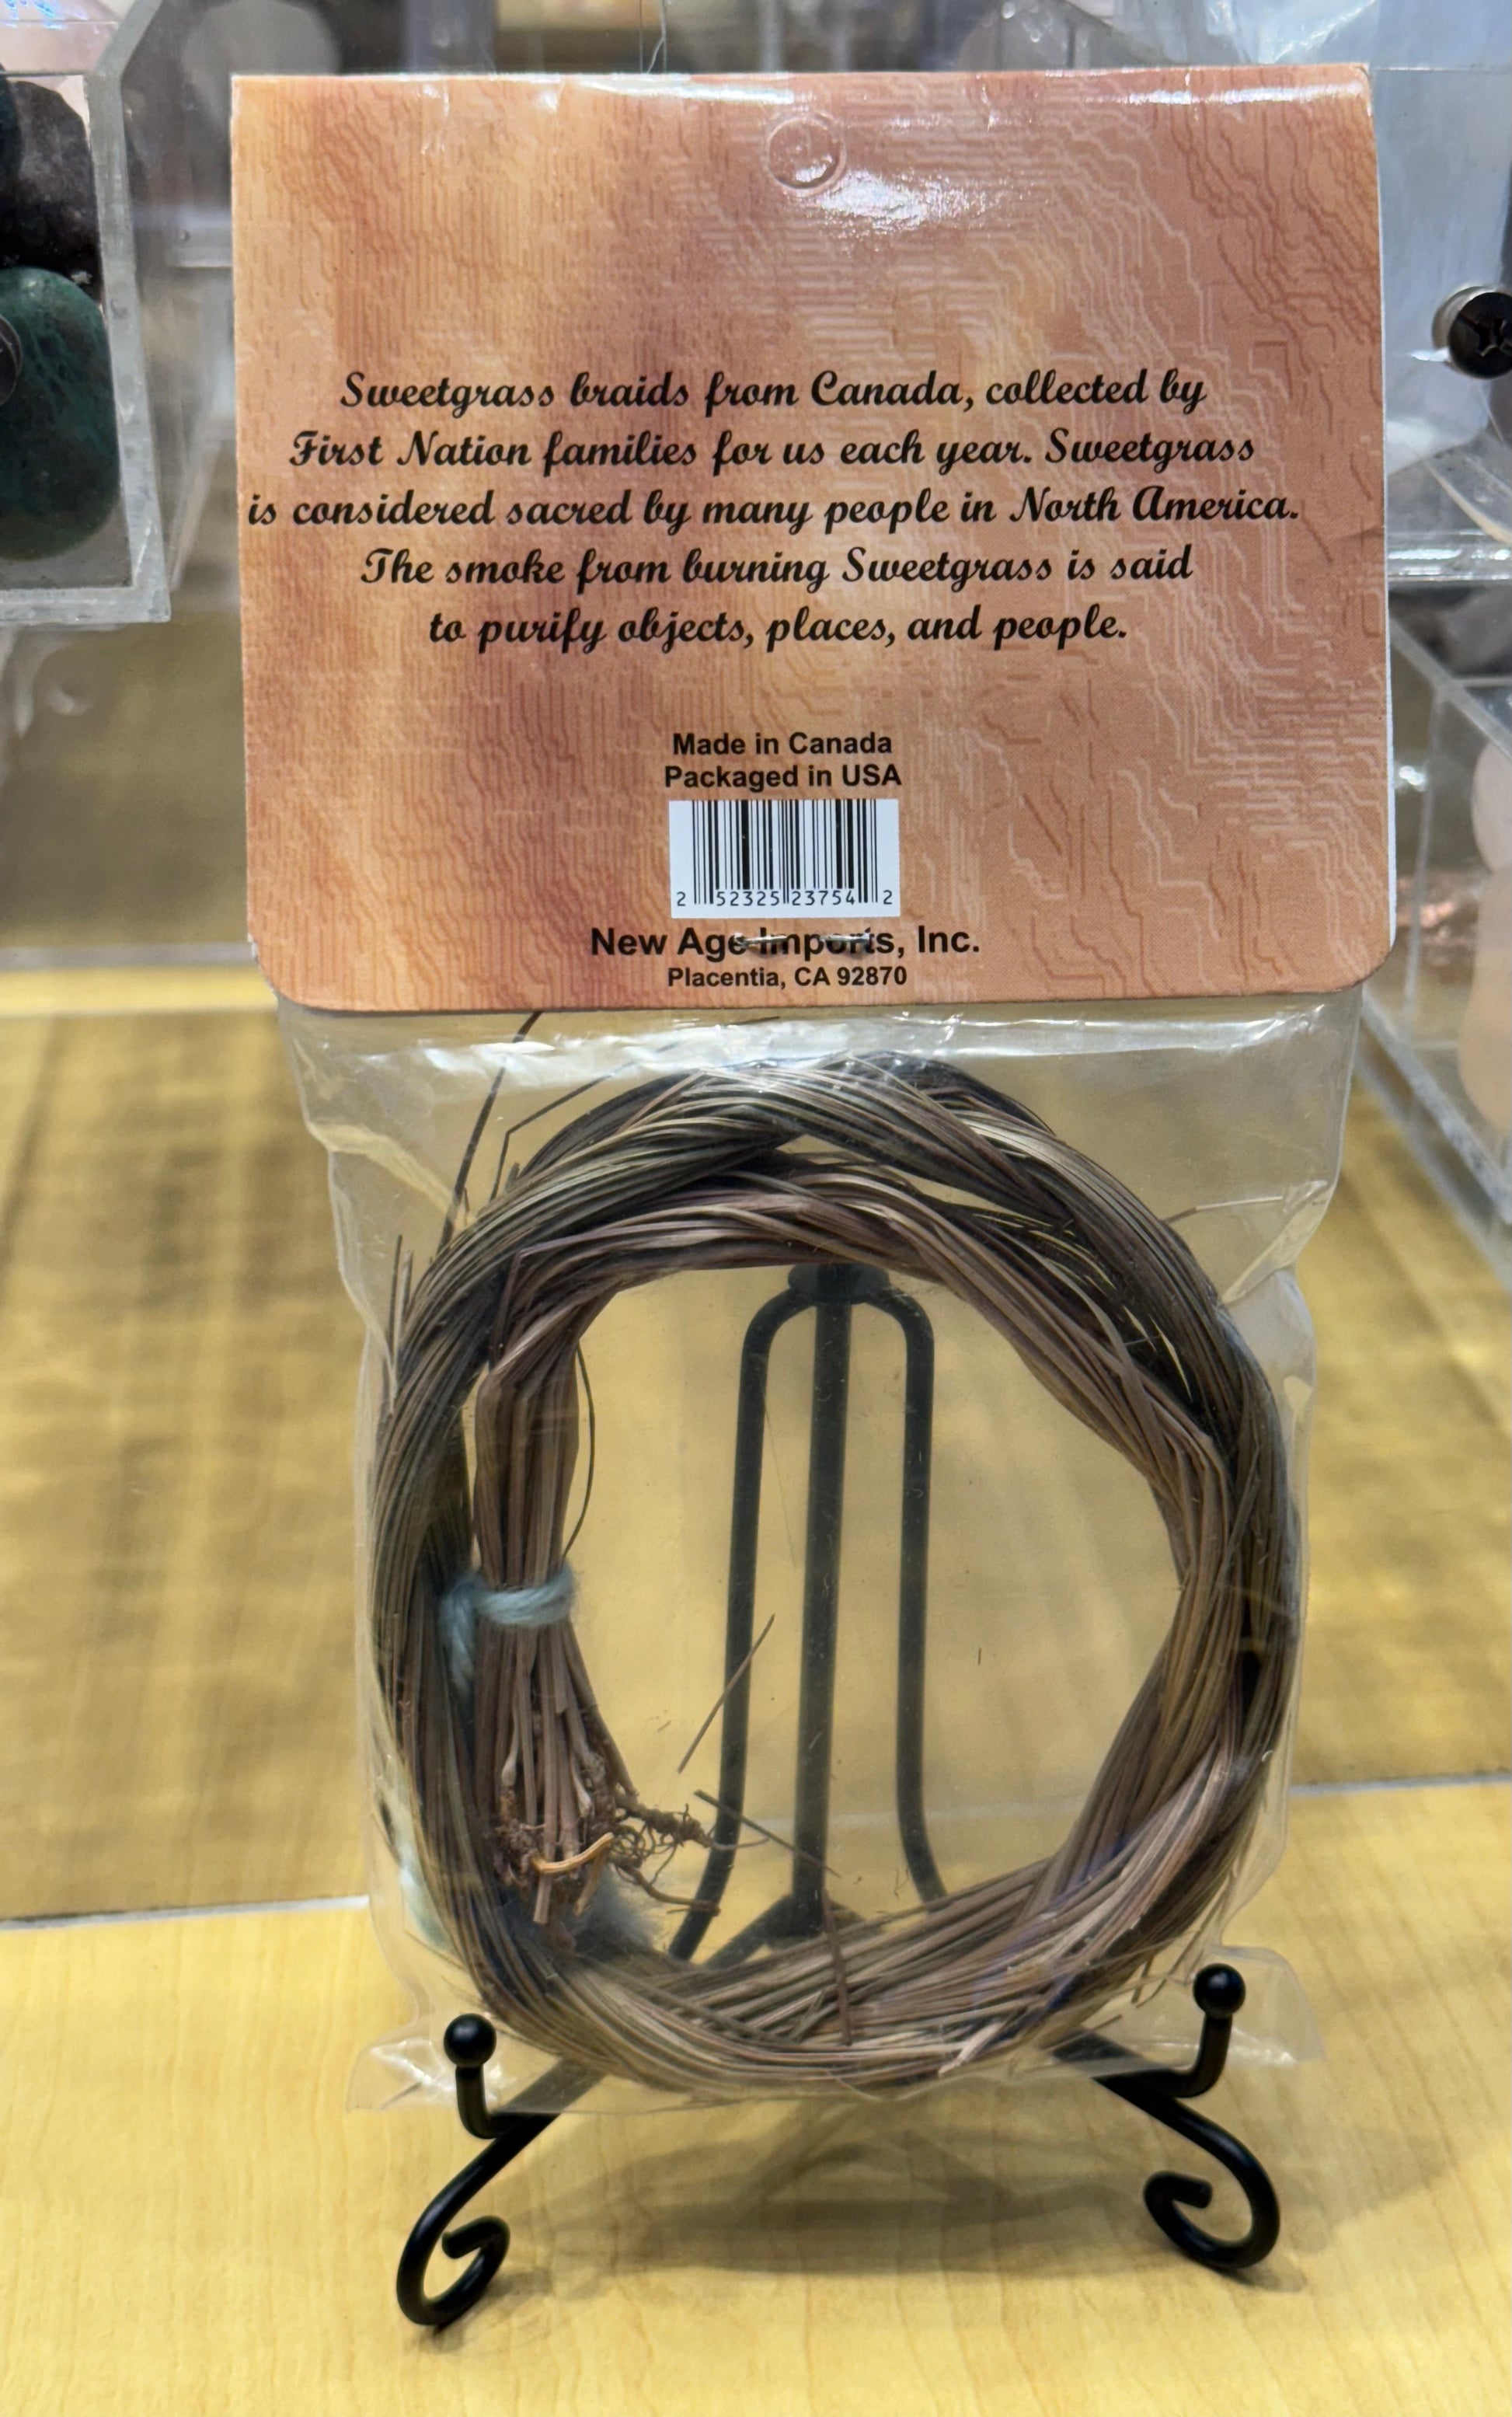 Sweetgrass braids from Canada, collected by
First Nation families for us each year. Sweetgrass
is considered sacred by many people in North America.
The smoke from burning Sweetgrass is said
to purify objects, places, and people.
Made in Canada
Packaged in USA
2 52325 23754 2
New Age Imports, Inc.
Placentia, CA 92870